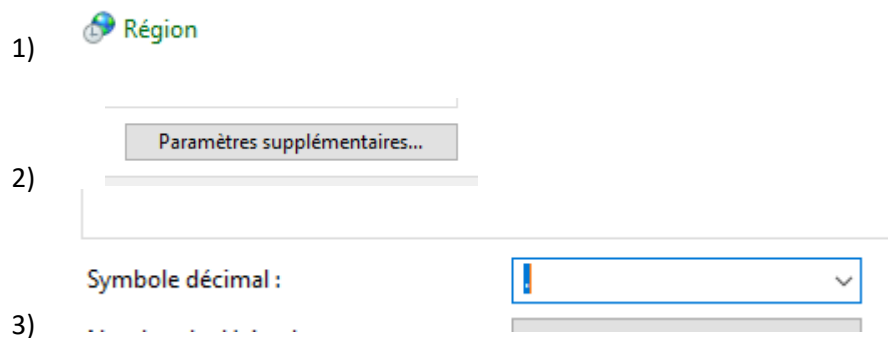 1) Région
Paramètres supplémentaires...
2)
Symbole décimal : .
3)